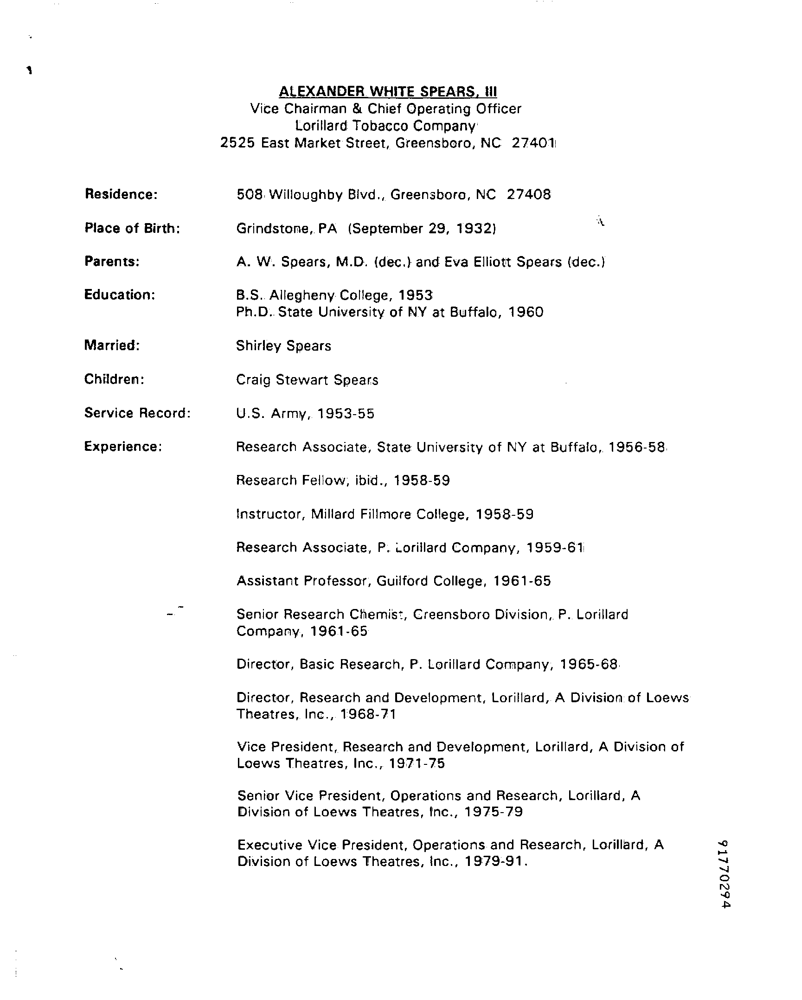 ALEXANDER WHITE SPEARS, III
Vice Chairman & Chief Operating Officer
Lorillard Tobacco Company
2525 East Market Street, Greensboro, NC 27401
Residence: 508 Willoughby Blvd., Greensboro, NC 27408
Place of Birth: Grindstone, PA (September 29, 1932)
Parents: A. W. Spears, M.D. (dec.) and Eva Elliott Spears (dec.)
Education: B.S. Allegheny College, 1953
Ph.D. State University of NY at Buffalo, 1960
Married: Shirley Spears
Children: Craig Stewart Spears
Service Record: U.S. Army, 1953-55
Experience: Research Associate, State University of NY at Buffalo, 1956-58
Research Fellow, ibid., 1958-59
Instructor, Millard Fillmore College, 1958-59
Research Associate, P. Lorillard Company, 1959-61
Assistant Professor, Guilford College, 1961-65
Senior Research Chemist, Creensboro Division, P. Lorillard
Company, 1961-65
Director, Basic Research, P. Lorillard Company, 1965-68
Director, Research and Development, Lorillard, A Division of Loews
Theatres, Inc., 1968-71
Vice President, Research and Development, Lorillard, A Division of
Loews Theatres, Inc., 1971-75
Senior Vice President, Operations and Research, Lorillard, A
Division of Loews Theatres, Inc., 1975-79
Executive Vice President, Operations and Research, Lorillard, A
Division of Loews Theatres, Inc., 1979-91.
91770294